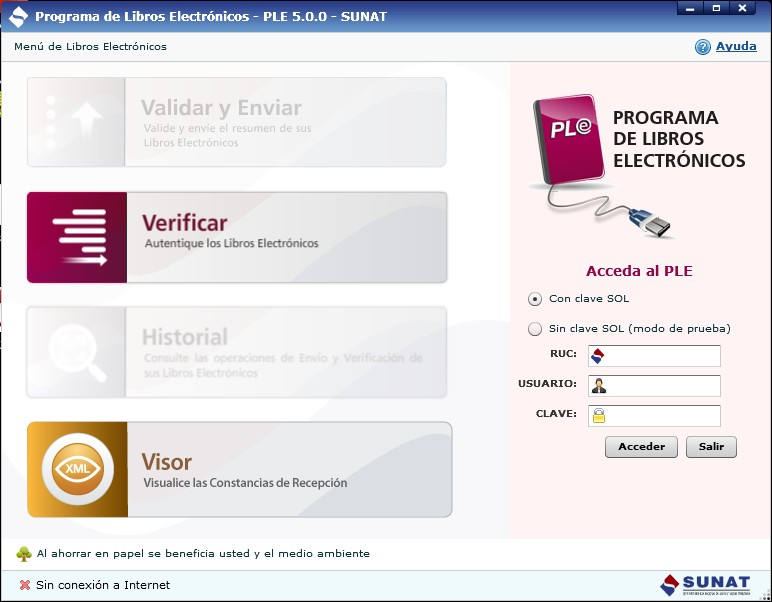 Programa de Libros Electrónicos - PLE 5.0.0 - SUNAT
Menú de Libros Electrónicos
Ayuda
Validar y Enviar
Valide y envíe el resumen de sus
Libros Electrónicos
Verificar
Autentique los Libros Electrónicos
Historial
Consulte las operaciones de Envío y Verificación de
sus Libros Electrónicos
XML
Visor
Visualice las Constancias de Recepción
PLe
PROGRAMA
DE LIBROS
ELECTRÓNICOS
Acceda al PLE
Con clave SOL
Sin clave SOL (modo de prueba)
RUC:
USUARIO:
CLAVE:
Acceder
Salir
Al ahorrar en papel se beneficia usted y el medio ambiente
Sin conexión a Internet
SUNAT